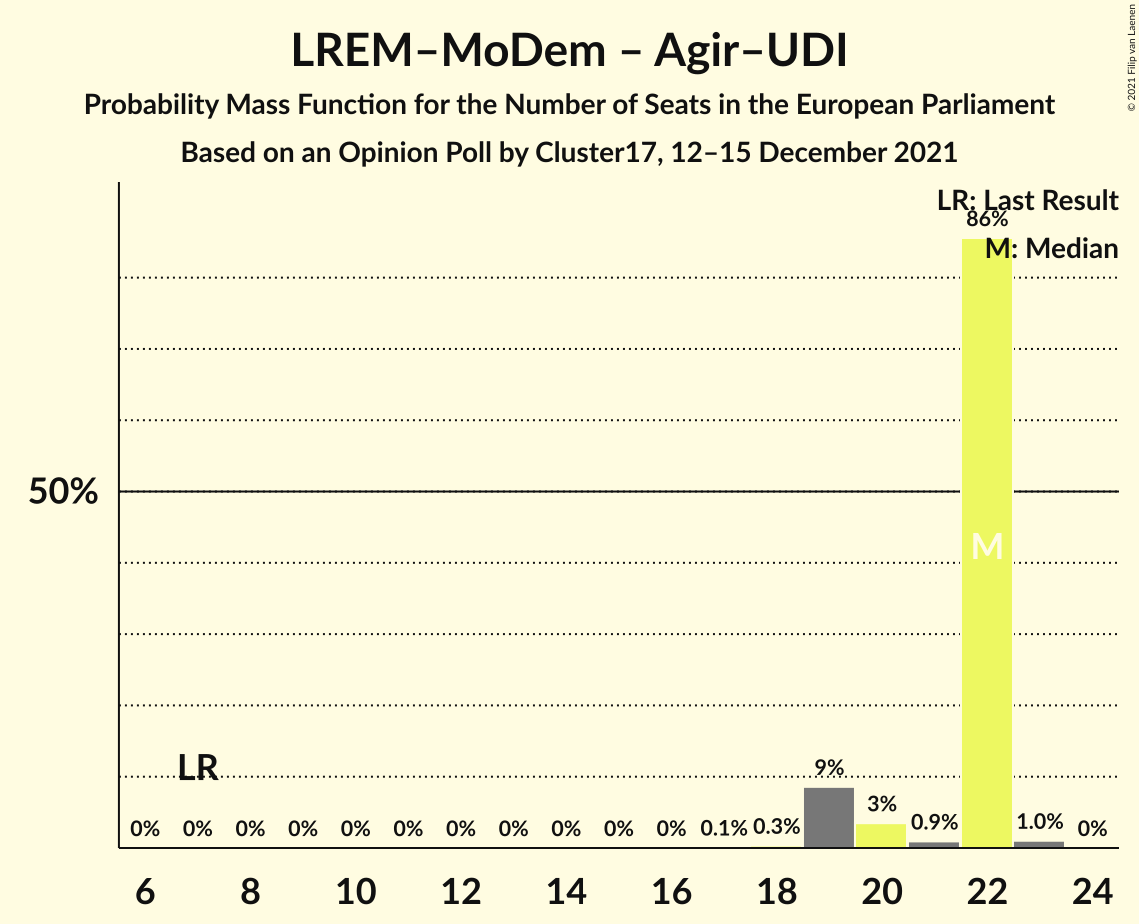 LREM–MoDem – Agir–UDI
Probability Mass Function for the Number of Seats in the European Parliament
Based on an Opinion Poll by Cluster17, 12–15 December 2021
© 2021 Filip van Laenen
LR: Last Result
86%
M: Median
50%
M
LR
9%
3%
0% 0% 0% 0% 0% 0% 0% 0% 0% 0% 0% 0.1% 0.3% 0.9% 1.0% 0%
6 8 10 12 14 16 18 20 22 24